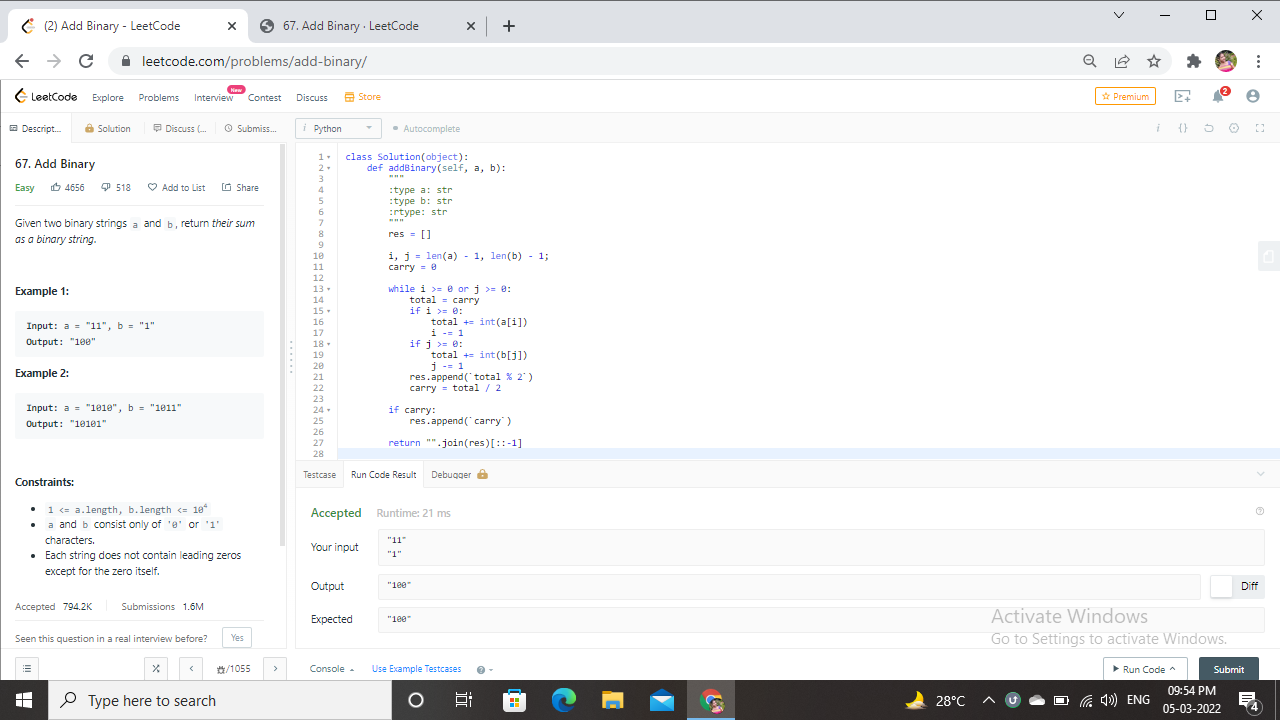 (2) Add Binary - LeetCode
67. Add Binary · LeetCode
leetcode.com/problems/add-binary/
LeetCode Explore Problems Interview New Contest Discuss Store
Premium 2
Descript... Solution Discuss (... Submiss...
i Python Autocomplete
67. Add Binary
Easy 4656 518 Add to List Share
Given two binary strings a and b, return their sum
as a binary string.
Example 1:
Input: a = "11", b = "1"
Output: "100"
Example 2:
Input: a = "1010", b = "1011"
Output: "10101"
Constraints:
• 1 <= a.length, b.length <= 10⁴
• a and b consist only of '0' or '1'
characters.
• Each string does not contain leading zeros
except for the zero itself.
Accepted 794.2K Submissions 1.6M
Seen this question in a real interview before? Yes
/1055
1 class Solution(object):
2 def addBinary(self, a, b):
3 """
4 :type a: str
5 :type b: str
6 :rtype: str
7 """
8 res = []
9
10 i, j = len(a) - 1, len(b) - 1;
11 carry = 0
12
13 while i >= 0 or j >= 0:
14 total = carry
15 if i >= 0:
16 total += int(a[i])
17 i -= 1
18 if j >= 0:
19 total += int(b[j])
20 j -= 1
21 res.append(`total % 2`)
22 carry = total / 2
23
24 if carry:
25 res.append(`carry`)
26
27 return "".join(res)[::-1]
28
Testcase Run Code Result Debugger
Accepted Runtime: 21 ms
Your input
"11"
"1"
Output "100" Diff
Expected "100"
Activate Windows
Go to Settings to activate Windows.
Console Use Example Testcases Run Code Submit
Type here to search
28°C ENG
09:54 PM
05-03-2022
4